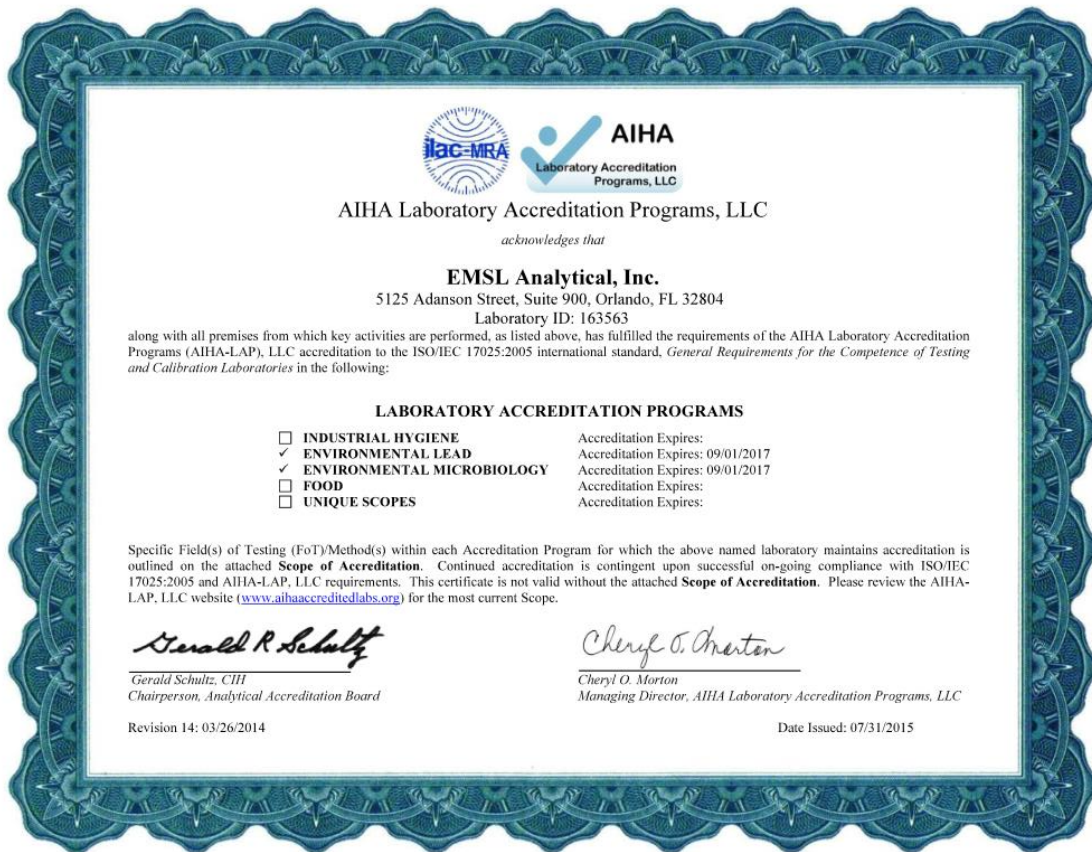 ilac-MRA
AIHA
Laboratory Accreditation
Programs, LLC
AIHA Laboratory Accreditation Programs, LLC
acknowledges that
EMSL Analytical, Inc.
5125 Adanson Street, Suite 900, Orlando, FL 32804
Laboratory ID: 163563
along with all premises from which key activities are performed, as listed above, has fulfilled the requirements of the AIHA Laboratory Accreditation
Programs (AIHA-LAP), LLC accreditation to the ISO/IEC 17025:2005 international standard, General Requirements for the Competence of Testing
and Calibration Laboratories in the following:
LABORATORY ACCREDITATION PROGRAMS
☐ INDUSTRIAL HYGIENE Accreditation Expires:
✓ ENVIRONMENTAL LEAD Accreditation Expires: 09/01/2017
✓ ENVIRONMENTAL MICROBIOLOGY Accreditation Expires: 09/01/2017
☐ FOOD Accreditation Expires:
☐ UNIQUE SCOPES Accreditation Expires:
Specific Field(s) of Testing (FoT)/Method(s) within each Accreditation Program for which the above named laboratory maintains accreditation is
outlined on the attached Scope of Accreditation. Continued accreditation is contingent upon successful on-going compliance with ISO/IEC
17025:2005 and AIHA-LAP, LLC requirements. This certificate is not valid without the attached Scope of Accreditation. Please review the AIHA-
LAP, LLC website (www.aihaaccreditedlabs.org) for the most current Scope.
Gerald R Schultz Cheryl O. Morton
Gerald Schultz, CIH Cheryl O. Morton
Chairperson, Analytical Accreditation Board Managing Director, AIHA Laboratory Accreditation Programs, LLC
Revision 14: 03/26/2014 Date Issued: 07/31/2015